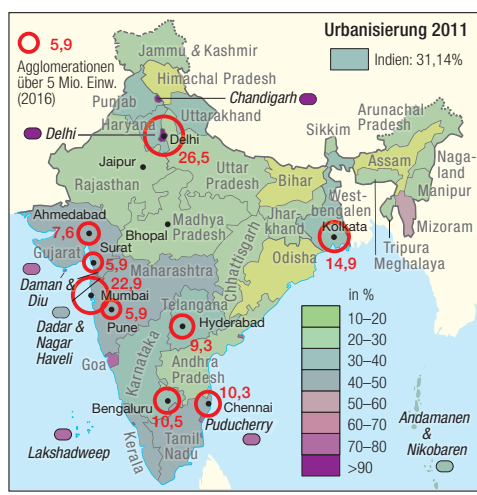 5,9
Agglomerationen
über 5 Mio. Einw.
(2016)
Urbanisierung 2011
Indien: 31,14%
Jammu & Kashmir
Himachal Pradesh
Punjab
Chandigarh
Uttarakhand
Haryana
Delhi
Delhi
26,5
Arunachal
Pradesh
Sikkim
Assam
Naga-
land
Manipur
Mizoram
Tripura
Meghalaya
Jaipur
Rajasthan
Uttar
Pradesh
Bihar
West-
bengalen
Jhar-
khand
Kolkata
14,9
Ahmedabad
7,6
Bhopal
Madhya
Pradesh
Chhattisgarh
Odisha
Gujarat
Surat
5,9
Daman &
Diu
22,9
Mumbai
Maharashtra
5,9
Pune
Dadar &
Nagar
Haveli
Telangana
Hyderabad
9,3
Goa
Karnataka
Andhra
Pradesh
Bengaluru
10,5
10,3
Chennai
Puducherry
Tamil
Nadu
Kerala
Lakshadweep
Andamanen
&
Nikobaren
in %
10–20
20–30
30–40
40–50
50–60
60–70
70–80
>90